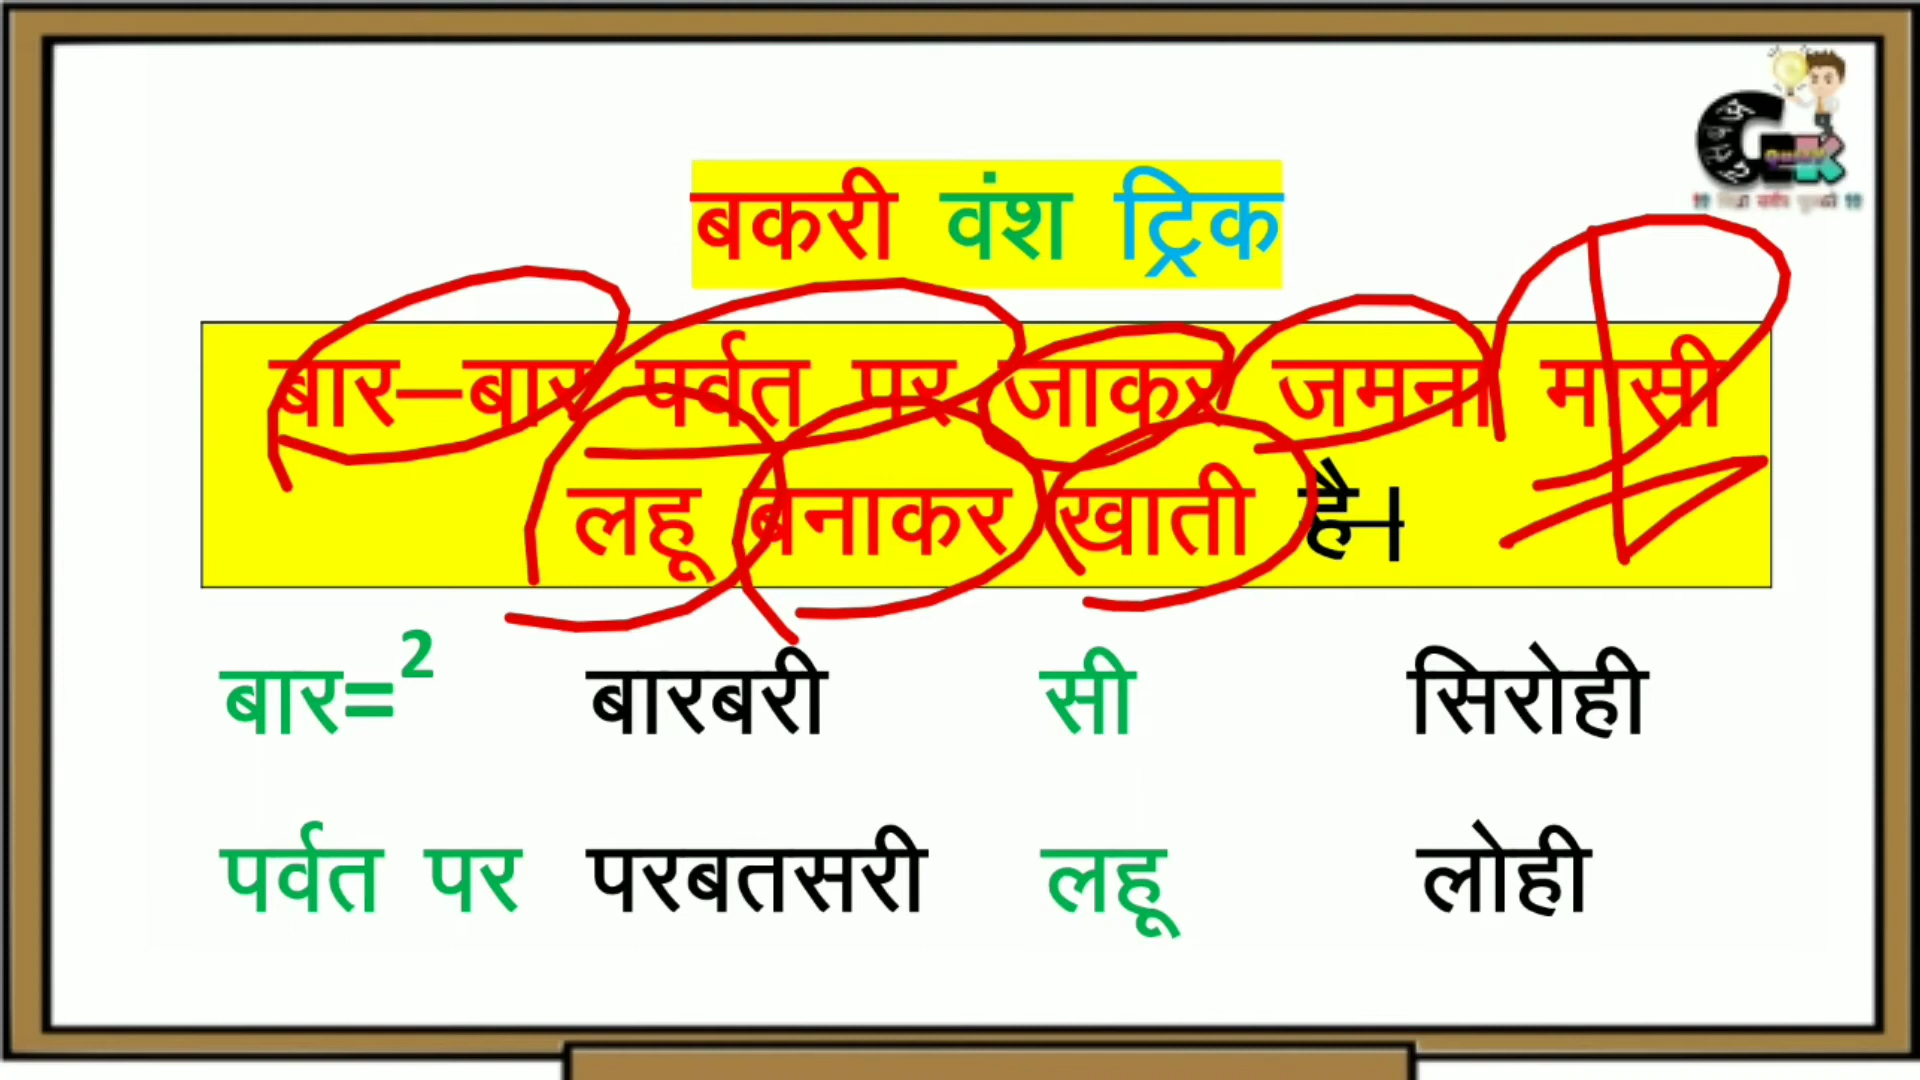 बकरी वंश ट्रिक
बार–बार पर्वत पर जाकर जमना मासी
लहू बनाकर खाती है।
बार=2 बारबरी सी सिरोही
पर्वत पर परबतसरी लहू लोही